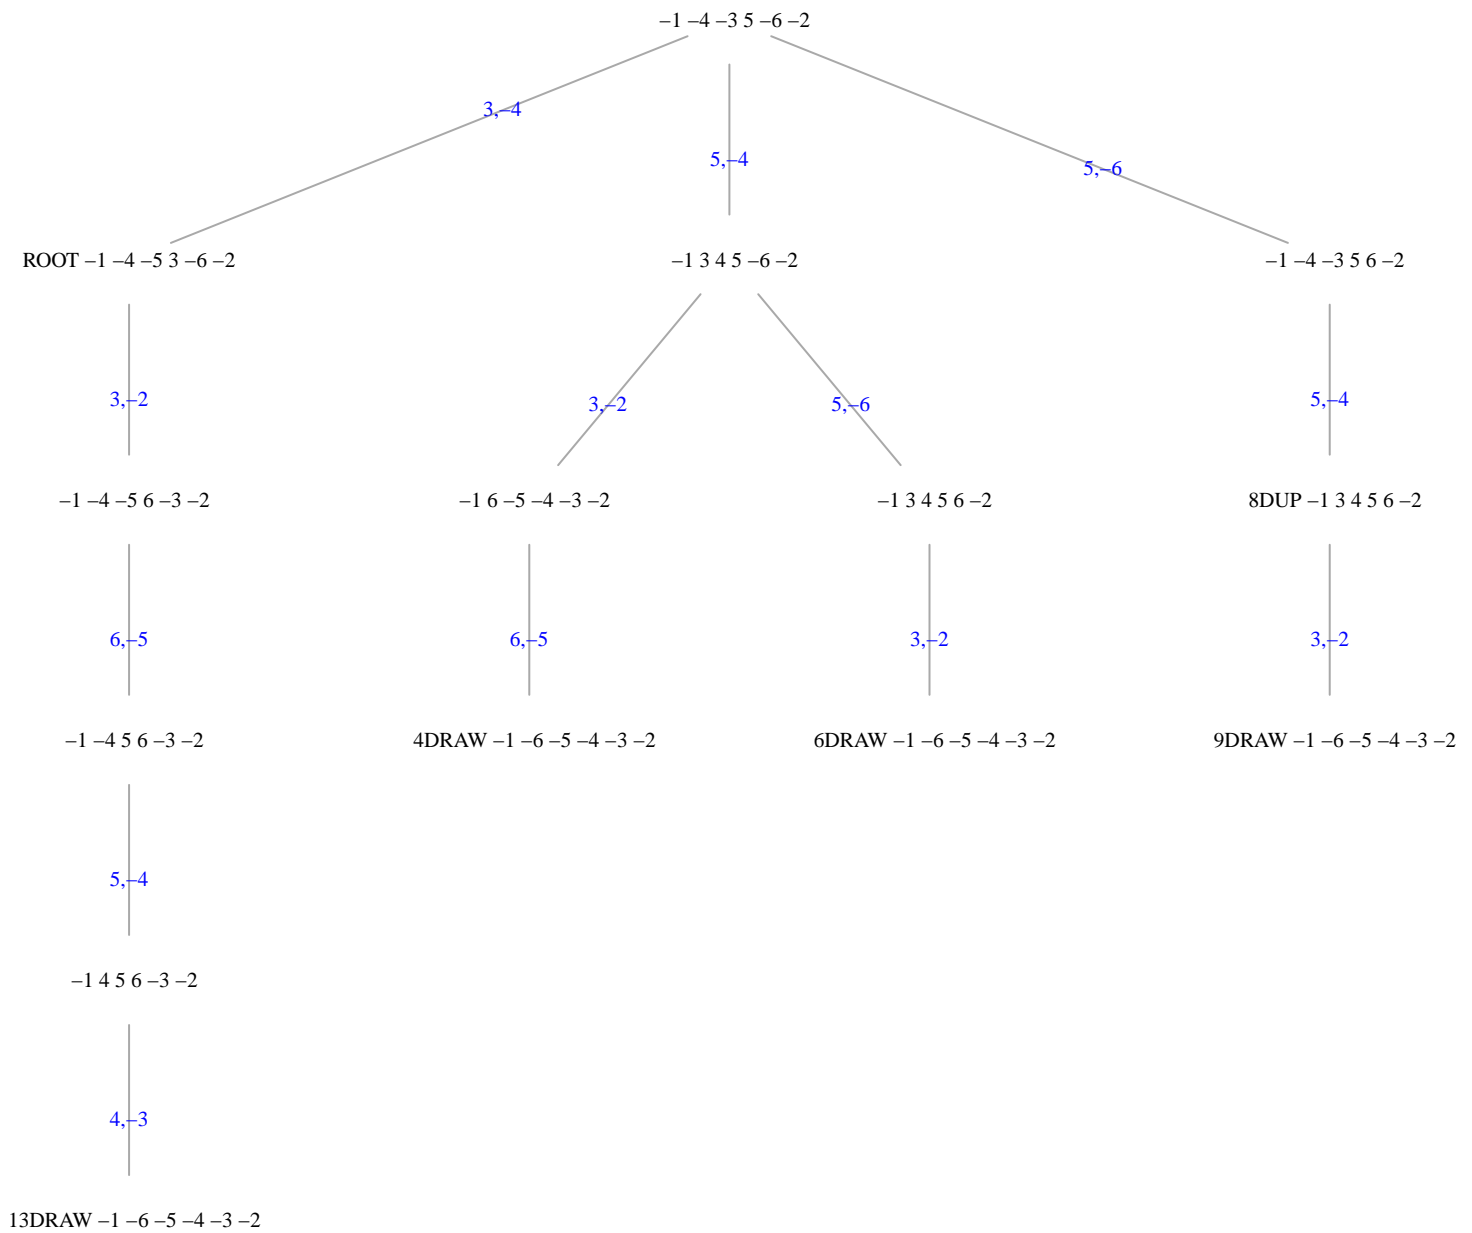 –1 –4 –3 5 –6 –2
3,–4
5,–4
5,–6
ROOT –1 –4 –5 3 –6 –2
–1 3 4 5 –6 –2
–1 –4 –3 5 6 –2
3,–2
3,–2
5,–6
5,–4
–1 –4 –5 6 –3 –2
–1 6 –5 –4 –3 –2
–1 3 4 5 6 –2
8DUP –1 3 4 5 6 –2
6,–5
6,–5
3,–2
3,–2
–1 –4 5 6 –3 –2
4DRAW –1 –6 –5 –4 –3 –2
6DRAW –1 –6 –5 –4 –3 –2
9DRAW –1 –6 –5 –4 –3 –2
5,–4
–1 4 5 6 –3 –2
4,–3
13DRAW –1 –6 –5 –4 –3 –2